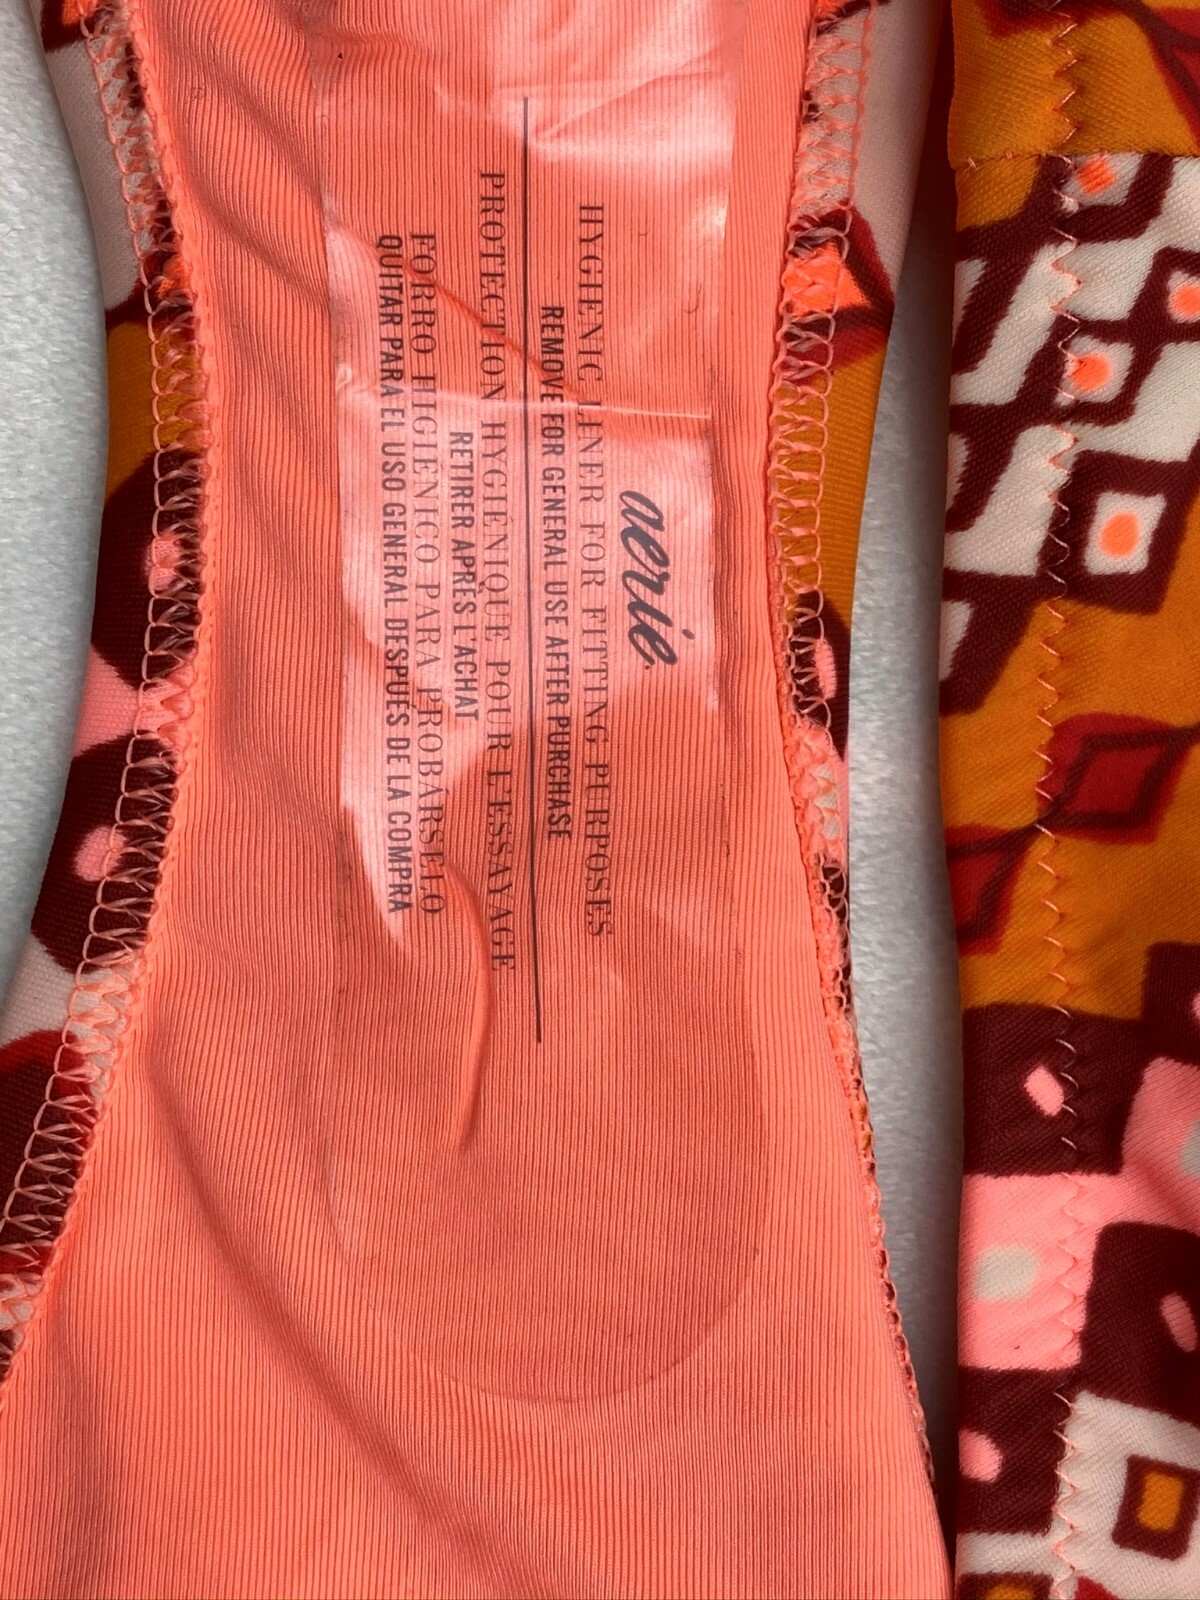 aerie
HYGIENIC LINER FOR FITTING PURPOSES
REMOVE FOR GENERAL USE AFTER PURCHASE
PROTECTION HYGIÉNIQUE POUR L'ESSAYAGE
RETIRER APRÈS L'ACHAT
FORRO HIGIÉNICO PARA PROBÁRSELO
QUITAR PARA EL USO GENERAL DESPUÉS DE LA COMPRA